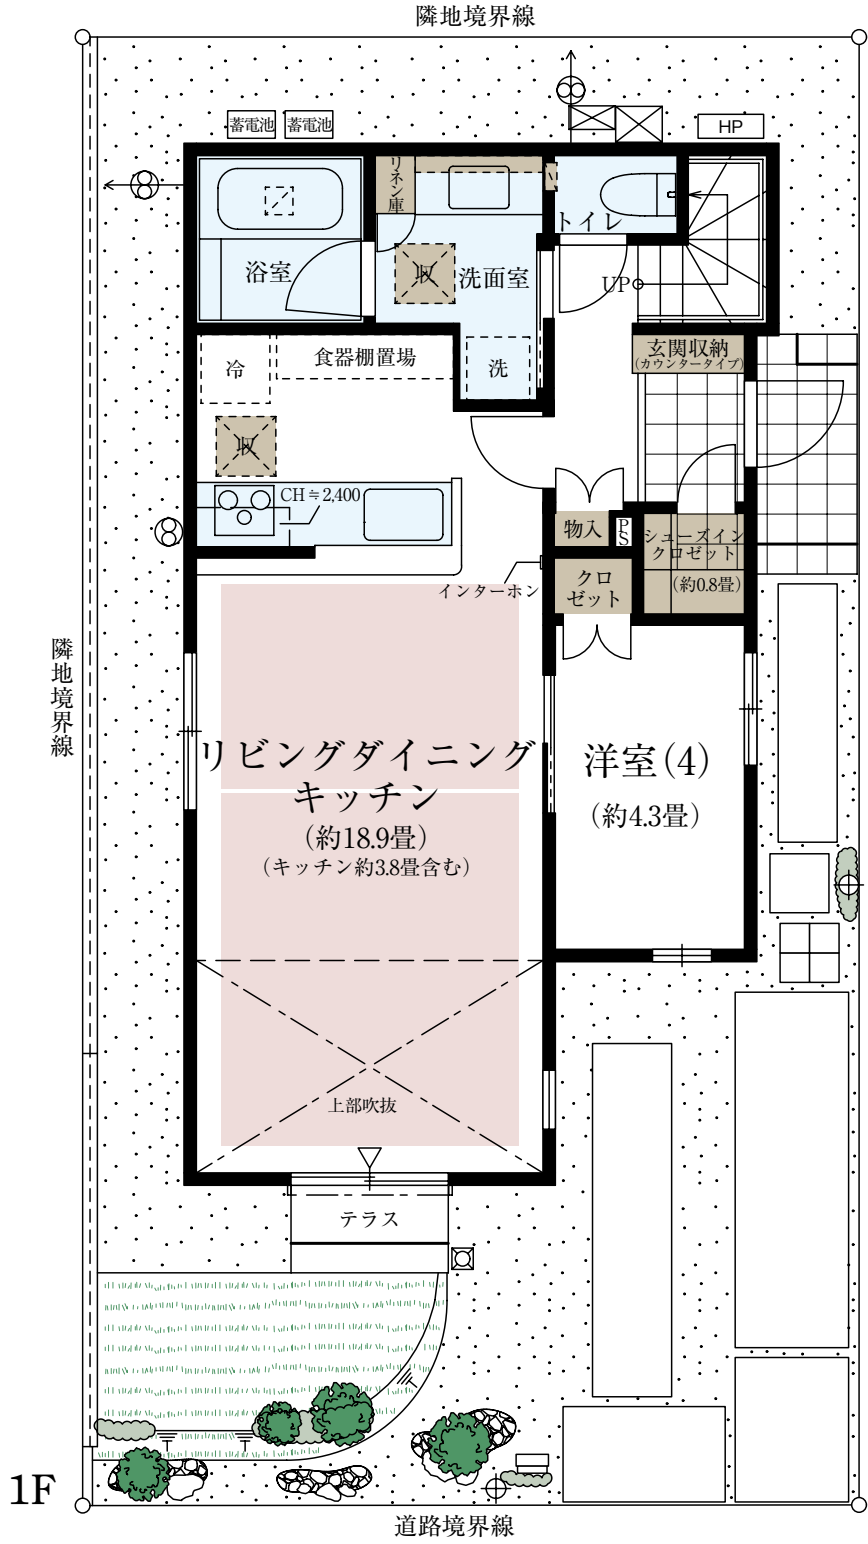 隣地境界線
蓄電池
蓄電池
HP
リネン庫
トイレ
浴室
収
洗面室
UP
冷
食器棚置場
洗
玄関収納
(カウンタータイプ)
収
CH≒2,400
物入
PS
シューズイン
クロゼット
(約0.8畳)
インターホン
クロ
ゼット
隣地境界線
リビングダイニング
キッチン
(約18.9畳)
(キッチン約3.8畳含む)
洋室(4)
(約4.3畳)
上部吹抜
テラス
1F
道路境界線